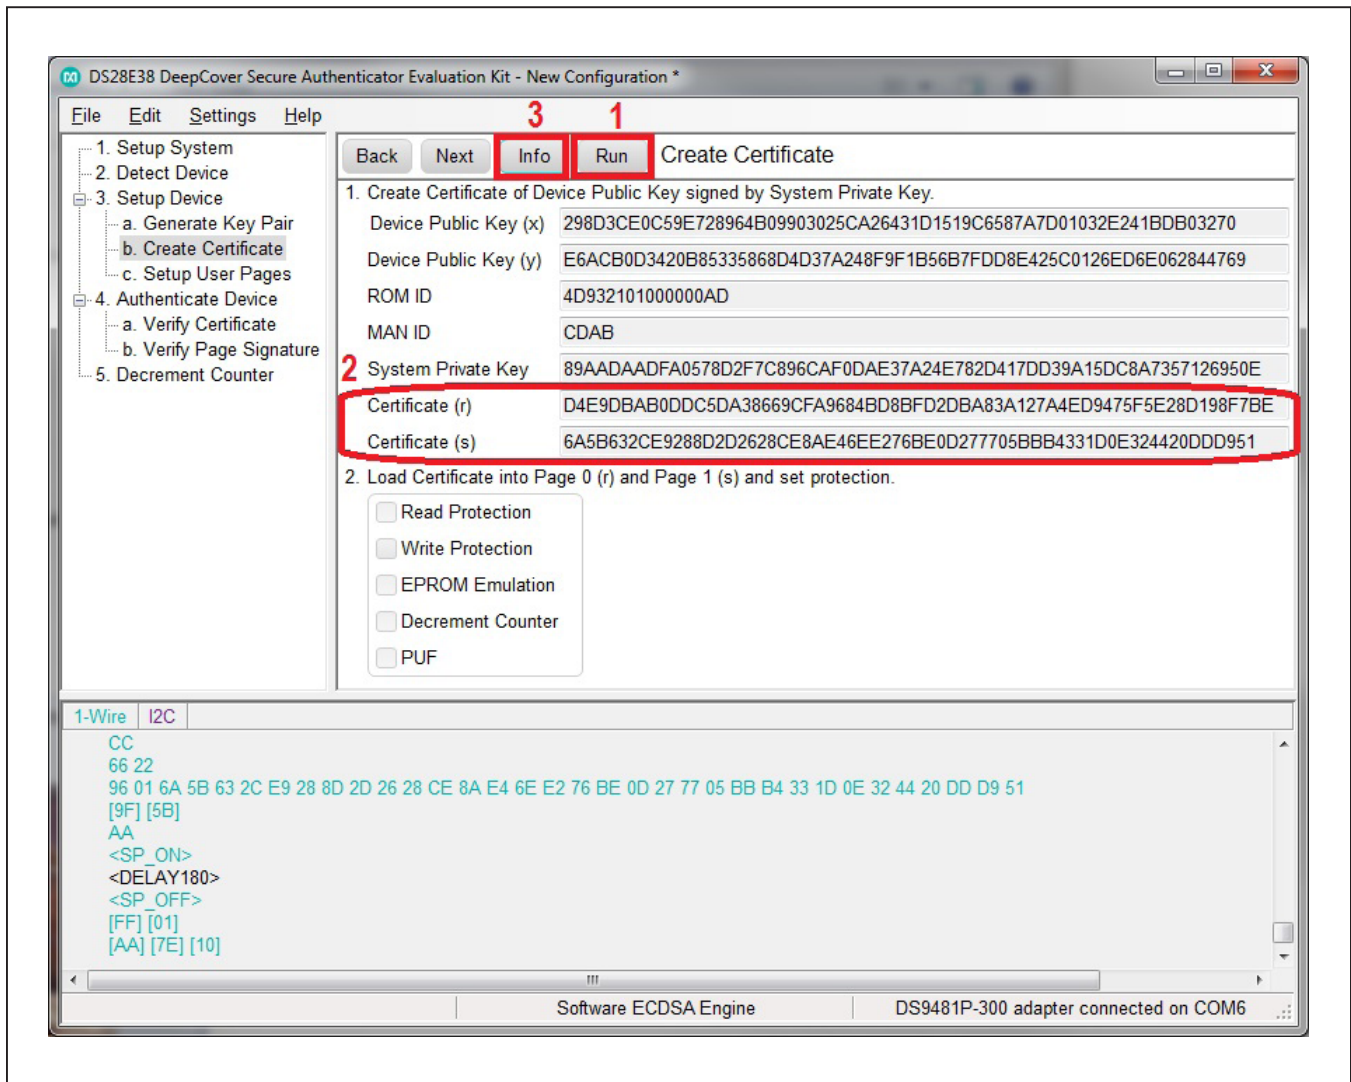 DS28E38 DeepCover Secure Authenticator Evaluation Kit - New Configuration *
File Edit Settings Help
3 1
1. Setup System
2. Detect Device
3. Setup Device
a. Generate Key Pair
b. Create Certificate
c. Setup User Pages
4. Authenticate Device
a. Verify Certificate
b. Verify Page Signature
5. Decrement Counter
Back Next Info Run Create Certificate
1. Create Certificate of Device Public Key signed by System Private Key.
Device Public Key (x) 298D3CE0C59E728964B09903025CA26431D1519C6587A7D01032E241BDB03270
Device Public Key (y) E6ACB0D3420B85335868D4D37A248F9F1B56B7FDD8E425C0126ED6E062844769
ROM ID 4D932101000000AD
MAN ID CDAB
2 System Private Key 89AADAADFA0578D2F7C896CAF0DAE37A24E782D417DD39A15DC8A7357126950E
Certificate (r) D4E9DBAB0DDC5DA38669CFA9684BD8BFD2DBA83A127A4ED9475F5E28D198F7BE
Certificate (s) 6A5B632CE9288D2D2628CE8AE46EE276BE0D277705BBB4331D0E324420DDD951
2. Load Certificate into Page 0 (r) and Page 1 (s) and set protection.
Read Protection
Write Protection
EPROM Emulation
Decrement Counter
PUF
1-Wire I2C
CC
66 22
96 01 6A 5B 63 2C E9 28 8D 2D 26 28 CE 8A E4 6E E2 76 BE 0D 27 77 05 BB B4 33 1D 0E 32 44 20 DD D9 51
[9F] [5B]
AA
<SP_ON>
<DELAY180>
<SP_OFF>
[FF] [01]
[AA] [7E] [10]
Software ECDSA Engine DS9481P-300 adapter connected on COM6